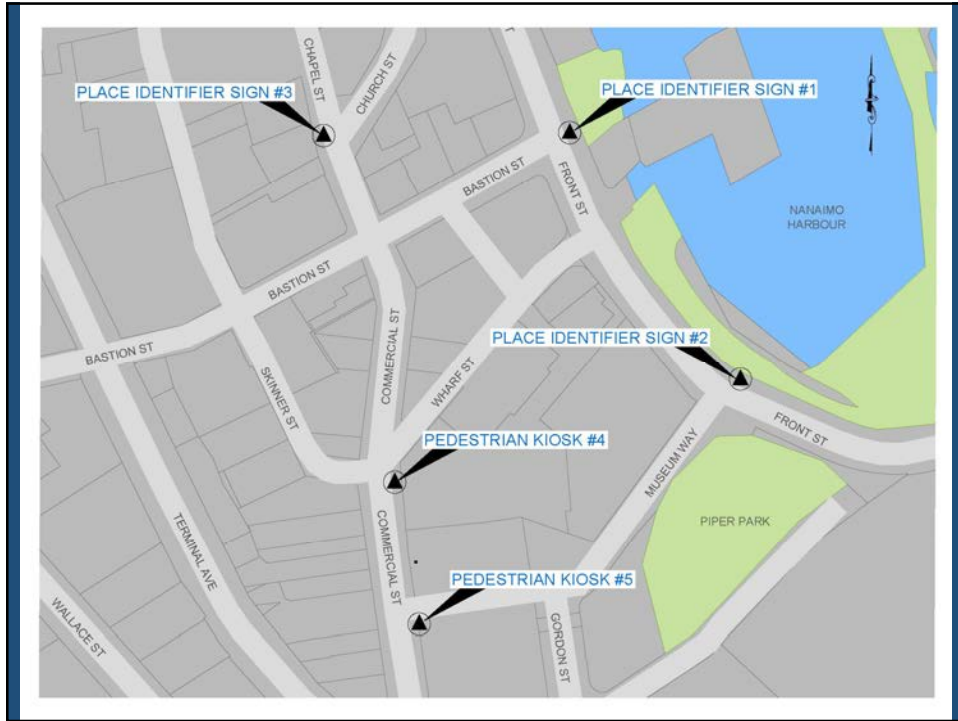 CHAPEL ST
CHURCH ST
PLACE IDENTIFIER SIGN #3
PLACE IDENTIFIER SIGN #1
BASTION ST
FRONT ST
NANAIMO
HARBOUR
BASTION ST
BASTION ST
PLACE IDENTIFIER SIGN #2
COMMERCIAL ST
WHARF ST
SKINNER ST
FRONT ST
PEDESTRIAN KIOSK #4
MUSEUM WAY
PIPER PARK
TERMINAL AVE
COMMERCIAL ST
PEDESTRIAN KIOSK #5
WALLACE ST
GORDON ST